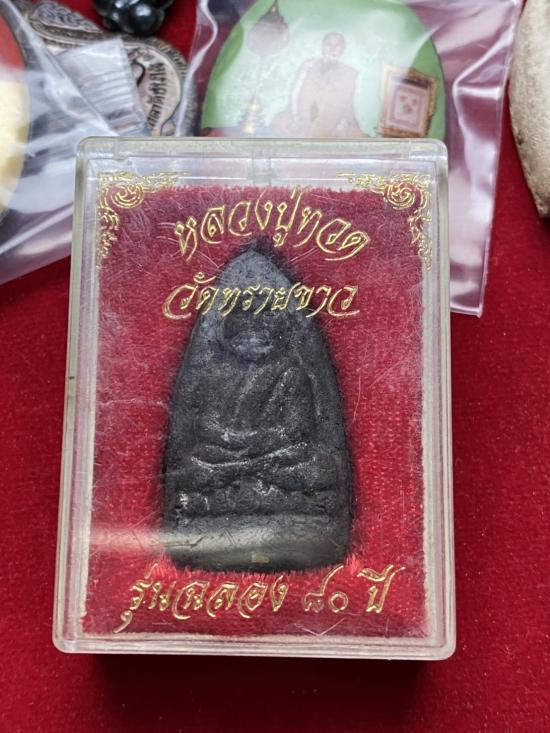 หลวงปู่ทวด
วัดทรายขาว
รุ่นฉลอง ๘๐ ปี